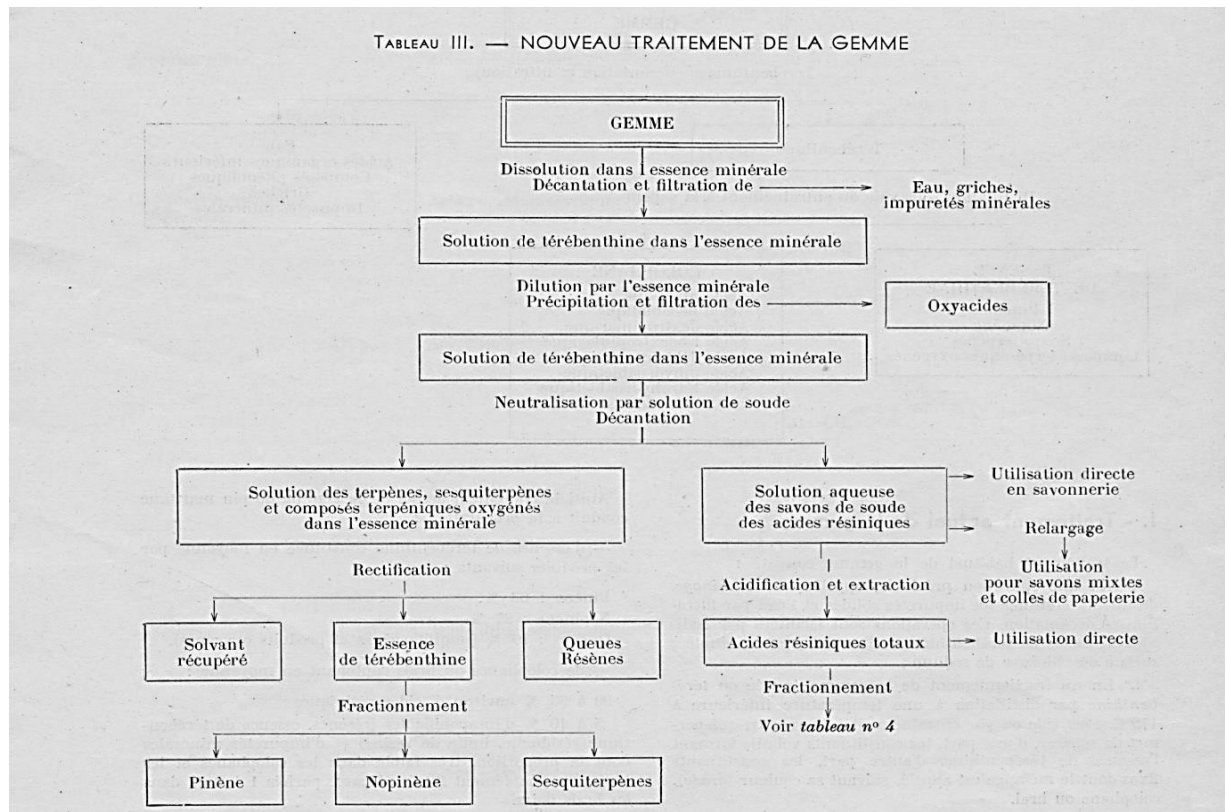 TABLEAU III. — NOUVEAU TRAITEMENT DE LA GEMME
GEMME
Dissolution dans l'essence minérale
Décantation et filtration de
Eau, griches,
impuretés minérales
Solution de térébenthine dans l'essence minérale
Dilution par l'essence minérale
Précipitation et filtration des
Oxyacides
Solution de térébenthine dans l'essence minérale
Neutralisation par solution de soude
Décantation
Solution des terpènes, sesquiterpènes
et composés terpéniques oxygénés
dans l'essence minérale
Rectification
Solvant
récupéré
Essence
de térébenthine
Queues
Résènes
Fractionnement
Pinène
Nopinène
Sesquiterpènes
Solution aqueuse
des savons de soude
des acides résiniques
Utilisation directe
en savonnerie
Relargage
Utilisation
pour savons mixtes
et colles de papeterie
Acidification et extraction
Acides résiniques totaux
Utilisation directe
Fractionnement
Voir tableau nº 4